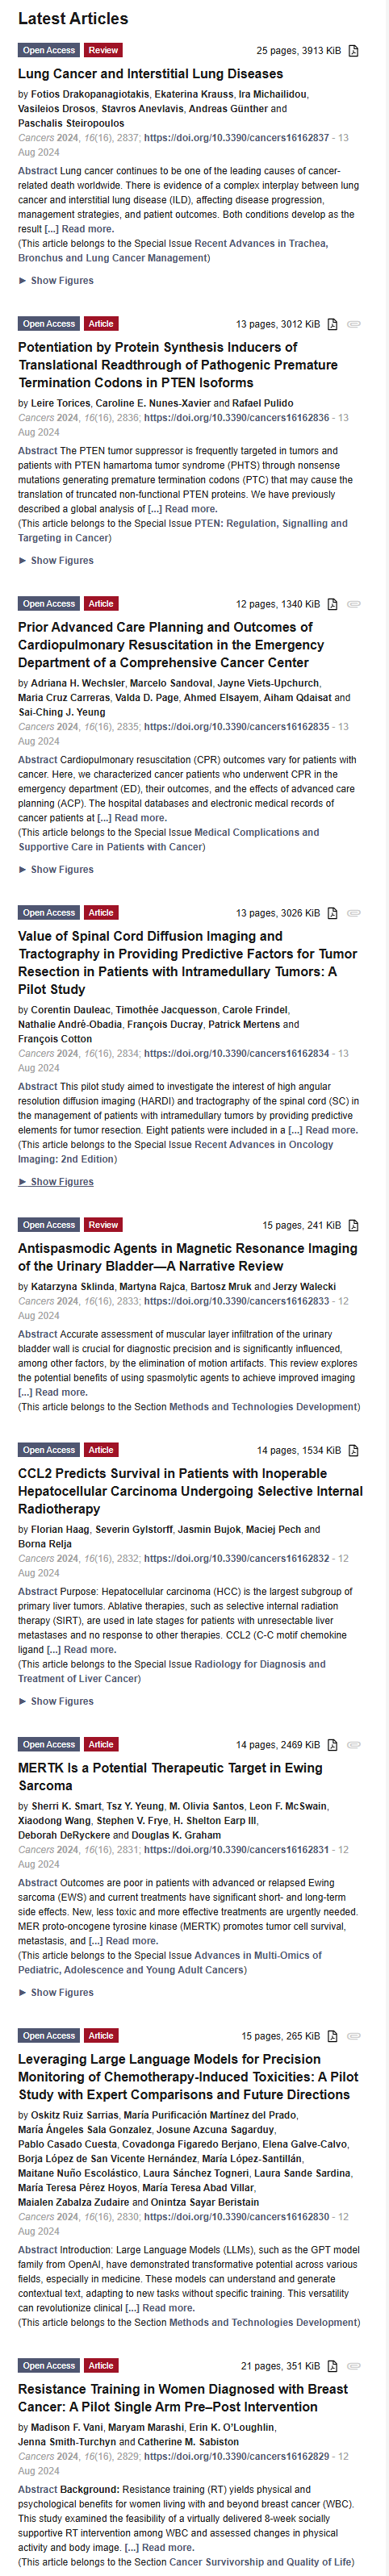 Latest Articles
Open Access Review 25 pages, 3913 KiB
Lung Cancer and Interstitial Lung Diseases
by Fotios Drakopanagiotakis, Ekaterina Krauss, Ira Michailidou,
Vasileios Drosos, Stavros Anevlavis, Andreas Günther and
Paschalis Steiropoulos
Cancers 2024, 16(16), 2837; https://doi.org/10.3390/cancers16162837 - 13
Aug 2024
Abstract Lung cancer continues to be one of the leading causes of cancer-
related death worldwide. There is evidence of a complex interplay between lung
cancer and interstitial lung disease (ILD), affecting disease progression,
management strategies, and patient outcomes. Both conditions develop as the
result [...] Read more.
(This article belongs to the Special Issue Recent Advances in Trachea,
Bronchus and Lung Cancer Management)
► Show Figures
Open Access Article 13 pages, 3012 KiB
Potentiation by Protein Synthesis Inducers of
Translational Readthrough of Pathogenic Premature
Termination Codons in PTEN Isoforms
by Leire Torices, Caroline E. Nunes-Xavier and Rafael Pulido
Cancers 2024, 16(16), 2836; https://doi.org/10.3390/cancers16162836 - 13
Aug 2024
Abstract The PTEN tumor suppressor is frequently targeted in tumors and
patients with PTEN hamartoma tumor syndrome (PHTS) through nonsense
mutations generating premature termination codons (PTC) that may cause the
translation of truncated non-functional PTEN proteins. We have previously
described a global analysis of [...] Read more.
(This article belongs to the Special Issue PTEN: Regulation, Signalling and
Targeting in Cancer)
► Show Figures
Open Access Article 12 pages, 1340 KiB
Prior Advanced Care Planning and Outcomes of
Cardiopulmonary Resuscitation in the Emergency
Department of a Comprehensive Cancer Center
by Adriana H. Wechsler, Marcelo Sandoval, Jayne Viets-Upchurch,
Maria Cruz Carreras, Valda D. Page, Ahmed Elsayem, Aiham Qdaisat and
Sai-Ching J. Yeung
Cancers 2024, 16(16), 2835; https://doi.org/10.3390/cancers16162835 - 13
Aug 2024
Abstract Cardiopulmonary resuscitation (CPR) outcomes vary for patients with
cancer. Here, we characterized cancer patients who underwent CPR in the
emergency department (ED), their outcomes, and the effects of advanced care
planning (ACP). The hospital databases and electronic medical records of
cancer patients at [...] Read more.
(This article belongs to the Special Issue Medical Complications and
Supportive Care in Patients with Cancer)
► Show Figures
Open Access Article 13 pages, 3026 KiB
Value of Spinal Cord Diffusion Imaging and
Tractography in Providing Predictive Factors for Tumor
Resection in Patients with Intramedullary Tumors: A
Pilot Study
by Corentin Dauleac, Timothée Jacquesson, Carole Frindel,
Nathalie André-Obadia, François Ducray, Patrick Mertens and
François Cotton
Cancers 2024, 16(16), 2834; https://doi.org/10.3390/cancers16162834 - 13
Aug 2024
Abstract This pilot study aimed to investigate the interest of high angular
resolution diffusion imaging (HARDI) and tractography of the spinal cord (SC) in
the management of patients with intramedullary tumors by providing predictive
elements for tumor resection. Eight patients were included in a [...] Read more.
(This article belongs to the Special Issue Recent Advances in Oncology
Imaging: 2nd Edition)
► Show Figures
Open Access Review 15 pages, 241 KiB
Antispasmodic Agents in Magnetic Resonance Imaging
of the Urinary Bladder—A Narrative Review
by Katarzyna Sklinda, Martyna Rajca, Bartosz Mruk and Jerzy Walecki
Cancers 2024, 16(16), 2833; https://doi.org/10.3390/cancers16162833 - 12
Aug 2024
Abstract Accurate assessment of muscular layer infiltration of the urinary
bladder wall is crucial for diagnostic precision and is significantly influenced,
among other factors, by the elimination of motion artifacts. This review explores
the potential benefits of using spasmolytic agents to achieve improved imaging
[...] Read more.
(This article belongs to the Section Methods and Technologies Development)
Open Access Article 14 pages, 1534 KiB
CCL2 Predicts Survival in Patients with Inoperable
Hepatocellular Carcinoma Undergoing Selective Internal
Radiotherapy
by Florian Haag, Severin Gylstorff, Jasmin Bujok, Maciej Pech and
Borna Relja
Cancers 2024, 16(16), 2832; https://doi.org/10.3390/cancers16162832 - 12
Aug 2024
Abstract Purpose: Hepatocellular carcinoma (HCC) is the largest subgroup of
primary liver tumors. Ablative therapies, such as selective internal radiation
therapy (SIRT), are used in late stages for patients with unresectable liver
metastases and no response to other therapies. CCL2 (C-C motif chemokine
ligand [...] Read more.
(This article belongs to the Special Issue Radiology for Diagnosis and
Treatment of Liver Cancer)
► Show Figures
Open Access Article 14 pages, 2469 KiB
MERTK Is a Potential Therapeutic Target in Ewing
Sarcoma
by Sherri K. Smart, Tsz Y. Yeung, M. Olivia Santos, Leon F. McSwain,
Xiaodong Wang, Stephen V. Frye, H. Shelton Earp III,
Deborah DeRyckere and Douglas K. Graham
Cancers 2024, 16(16), 2831; https://doi.org/10.3390/cancers16162831 - 12
Aug 2024
Abstract Outcomes are poor in patients with advanced or relapsed Ewing
sarcoma (EWS) and current treatments have significant short- and long-term
side effects. New, less toxic and more effective treatments are urgently needed.
MER proto-oncogene tyrosine kinase (MERTK) promotes tumor cell survival,
metastasis, and [...] Read more.
(This article belongs to the Special Issue Advances in Multi-Omics of
Pediatric, Adolescence and Young Adult Cancers)
► Show Figures
Open Access Article 15 pages, 265 KiB
Leveraging Large Language Models for Precision
Monitoring of Chemotherapy-Induced Toxicities: A Pilot
Study with Expert Comparisons and Future Directions
by Oskitz Ruiz Sarrias, María Purificación Martínez del Prado,
María Ángeles Sala Gonzalez, Josune Azcuna Sagarduy,
Pablo Casado Cuesta, Covadonga Figaredo Berjano, Elena Galve-Calvo,
Borja López de San Vicente Hernández, María López-Santillán,
Maitane Nuño Escolástico, Laura Sánchez Togneri, Laura Sande Sardina,
María Teresa Pérez Hoyos, María Teresa Abad Villar,
Maialen Zabalza Zudaire and Onintza Sayar Beristain
Cancers 2024, 16(16), 2830; https://doi.org/10.3390/cancers16162830 - 12
Aug 2024
Abstract Introduction: Large Language Models (LLMs), such as the GPT model
family from OpenAI, have demonstrated transformative potential across various
fields, especially in medicine. These models can understand and generate
contextual text, adapting to new tasks without specific training. This versatility
can revolutionize clinical [...] Read more.
(This article belongs to the Section Methods and Technologies Development)
Open Access Article 21 pages, 351 KiB
Resistance Training in Women Diagnosed with Breast
Cancer: A Pilot Single Arm Pre–Post Intervention
by Madison F. Vani, Maryam Marashi, Erin K. O'Loughlin,
Jenna Smith-Turchyn and Catherine M. Sabiston
Cancers 2024, 16(16), 2829; https://doi.org/10.3390/cancers16162829 - 12
Aug 2024
Abstract Background: Resistance training (RT) yields physical and
psychological benefits for women living with and beyond breast cancer (WBC).
This study examined the feasibility of a virtually delivered 8-week socially
supportive RT intervention among WBC and assessed changes in physical
activity and body image. [...] Read more.
(This article belongs to the Section Cancer Survivorship and Quality of Life)